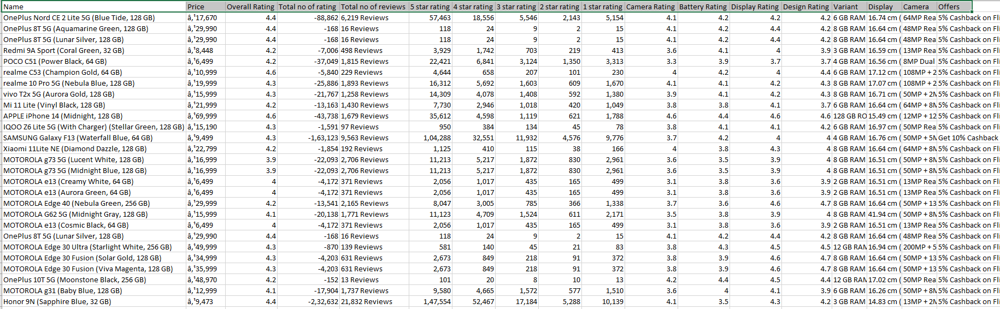 Name Price Overall Rating Total no of rating Total no of reviews 5 star rating 4 star rating 3 star rating 2 star rating 1 star rating Camera Rating Battery Rating Display Rating Design Rating Variant Display Camera Offers
OnePlus Nord CE 2 Lite 5G (Blue Tide, 128 GB) â‚¹17,670 4.4 -88,862 6,219 Reviews 57,463 18,556 5,546 2,143 5,154 4.1 4.2 4.2 4.2 6 GB RAM 16.74 cm ( 64MP Rea 5% Cashback on Fli
OnePlus 8T 5G (Aquamarine Green, 128 GB) â‚¹29,990 4.4 -168 16 Reviews 118 24 9 2 15 4.1 4.2 4.4 4.2 8 GB RAM 16.64 cm ( 48MP Rea 5% Cashback on Fli
OnePlus 8T 5G (Lunar Silver, 128 GB) â‚¹29,990 4.4 -168 16 Reviews 118 24 9 2 15 4.1 4.2 4.4 4.2 8 GB RAM 16.64 cm ( 48MP Rea 5% Cashback on Fli
Redmi 9A Sport (Coral Green, 32 GB) â‚¹8,448 4.2 -7,006 498 Reviews 3,929 1,742 703 219 413 3.6 4.1 4 3.9 3 GB RAM 16.59 cm ( 13MP Rea 5% Cashback on Fli
POCO C51 (Power Black, 64 GB) â‚¹6,499 4.2 -37,049 1,815 Reviews 22,421 6,841 3,124 1,350 3,313 3.3 3.9 3.7 3.7 4 GB RAM 16.56 cm ( 8MP Dual 5% Cashback on Fli
realme C53 (Champion Gold, 64 GB) â‚¹10,999 4.6 -5,840 229 Reviews 4,644 658 207 101 230 4 4.2 4 4.4 6 GB RAM 17.12 cm ( 108MP + 2 5% Cashback on Fli
realme 10 Pro 5G (Nebula Blue, 128 GB) â‚¹19,999 4.3 -25,886 1,893 Reviews 16,312 5,692 1,603 609 1,670 4.1 4.1 4.2 4.3 8 GB RAM 17.07 cm ( 108MP + 2 5% Cashback on Fli
vivo T2x 5G (Aurora Gold, 128 GB) â‚¹15,999 4.3 -21,767 1,258 Reviews 14,309 4,078 1,408 592 1,380 3.9 4.1 4.2 4.3 8 GB RAM 16.71 cm ( 50MP + 2M 5% Cashback on Fli
Mi 11 Lite (Vinyl Black, 128 GB) â‚¹21,999 4.2 -13,163 1,430 Reviews 7,730 2,946 1,018 420 1,049 3.8 3.8 4.1 3.7 6 GB RAM 16.64 cm ( 64MP + 8M 5% Cashback on Fli
APPLE iPhone 14 (Midnight, 128 GB) â‚¹69,999 4.6 -43,738 1,679 Reviews 35,612 4,598 1,119 621 1,788 4.6 4.4 4.6 4.6 128 GB RO 15.49 cm ( 12MP + 12 5% Cashback on Fli
IQOO Z6 Lite 5G (With Charger) (Stellar Green, 128 GB) â‚¹15,190 4.3 -1,591 97 Reviews 950 384 134 45 78 3.8 4.1 4.1 4.2 6 GB RAM 16.97 cm ( 50MP Rea 5% Cashback on Fli
SAMSUNG Galaxy F13 (Waterfall Blue, 64 GB) â‚¹9,499 4.3 -1,63,123 9,563 Reviews 1,04,288 32,551 11,932 4,576 9,776 3.7 4.2 4 4 4 GB RAM 16.76 cm ( 50MP + 5M Get 10% Cashback
Xiaomi 11Lite NE (Diamond Dazzle, 128 GB) â‚¹22,799 4.2 -1,854 192 Reviews 1,125 410 115 38 166 4 3.8 4.3 4 8 GB RAM 16.64 cm ( 64MP + 8M 5% Cashback on Fli
MOTOROLA g73 5G (Lucent White, 128 GB) â‚¹16,999 3.9 -22,093 2,706 Reviews 11,213 5,217 1,872 830 2,961 3.6 3.5 3.9 4 8 GB RAM 16.51 cm ( 50MP + 8M 5% Cashback on Fli
MOTOROLA g73 5G (Midnight Blue, 128 GB) â‚¹16,999 3.9 -22,093 2,706 Reviews 11,213 5,217 1,872 830 2,961 3.6 3.5 3.9 4 8 GB RAM 16.51 cm ( 50MP + 8M 5% Cashback on Fli
MOTOROLA e13 (Creamy White, 64 GB) â‚¹6,499 4 -4,172 371 Reviews 2,056 1,017 435 165 499 3.1 3.8 3.6 3.9 2 GB RAM 16.51 cm ( 13MP Rea 5% Cashback on Fli
MOTOROLA e13 (Aurora Green, 64 GB) â‚¹6,499 4 -4,172 371 Reviews 2,056 1,017 435 165 499 3.1 3.8 3.6 3.9 2 GB RAM 16.51 cm ( 13MP Rea 5% Cashback on Fli
MOTOROLA Edge 40 (Nebula Green, 256 GB) â‚¹29,999 4.2 -13,541 2,165 Reviews 8,047 3,005 785 366 1,338 3.7 3.6 4.6 4.7 8 GB RAM 16.64 cm ( 50MP + 13 5% Cashback on Fli
MOTOROLA G62 5G (Midnight Gray, 128 GB) â‚¹15,999 4.1 -20,138 1,771 Reviews 11,123 4,709 1,524 611 2,171 3.5 3.8 3.9 4 8 GB RAM 41.94 cm ( 50MP + 8M 5% Cashback on Fli
MOTOROLA e13 (Cosmic Black, 64 GB) â‚¹6,499 4 -4,172 371 Reviews 2,056 1,017 435 165 499 3.1 3.8 3.6 3.9 2 GB RAM 16.51 cm ( 13MP Rea 5% Cashback on Fli
OnePlus 8T 5G (Lunar Silver, 128 GB) â‚¹29,990 4.4 -168 16 Reviews 118 24 9 2 15 4.1 4.2 4.4 4.2 8 GB RAM 16.64 cm ( 48MP Rea 5% Cashback on Fli
MOTOROLA Edge 30 Ultra (Starlight White, 256 GB) â‚¹49,999 4.3 -870 139 Reviews 581 140 45 21 83 3.8 4.3 4.5 4.5 12 GB RAN 16.94 cm ( 200MP + 5 5% Cashback on Fli
MOTOROLA Edge 30 Fusion (Solar Gold, 128 GB) â‚¹34,999 4.3 -4,203 631 Reviews 2,673 849 218 91 372 3.8 3.9 4.6 4.7 8 GB RAM 16.64 cm ( 50MP + 13 5% Cashback on Fli
MOTOROLA Edge 30 Fusion (Viva Magenta, 128 GB) â‚¹35,999 4.3 -4,203 631 Reviews 2,673 849 218 91 372 3.8 3.9 4.6 4.7 8 GB RAM 16.64 cm ( 50MP + 13 5% Cashback on Fli
OnePlus 10T 5G (Moonstone Black, 256 GB) â‚¹48,970 4.2 -152 13 Reviews 101 20 8 10 13 4.2 4.4 4.5 4.4 12 GB RAN 17.02 cm ( 50MP Rea 5% Cashback on Fli
MOTOROLA g31 (Baby Blue, 128 GB) â‚¹12,999 4.1 -17,904 1,737 Reviews 9,580 4,665 1,572 577 1,510 3.6 4 4.1 3.9 6 GB RAM 16.26 cm ( 50MP + 8M 5% Cashback on Fli
Honor 9N (Sapphire Blue, 32 GB) â‚¹9,473 4.4 -2,32,632 21,832 Reviews 1,47,554 52,467 17,184 5,288 10,139 4.1 3.5 4.3 4.2 3 GB RAM 14.83 cm ( 13MP + 2M 5% Cashback on Fli